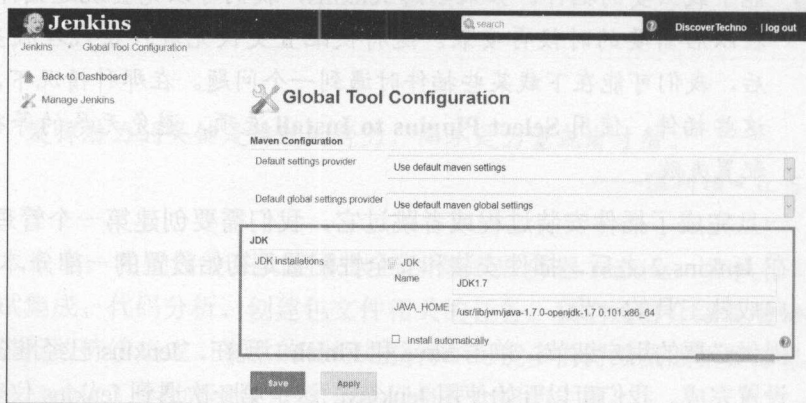 Jenkins
search
DiscoverTechno | log out
Jenkins Global Tool Configuration
Back to Dashboard
Manage Jenkins
Global Tool Configuration
Maven Configuration
Default settings provider
Use default maven settings
Default global settings provider
Use default maven global settings
JDK
JDK installations
JDK
Name
JDK1.7
JAVA_HOME
/usr/lib/jvm/java-1.7.0-openjdk-1.7.0.101.x86_64
Install automatically
Save
Apply